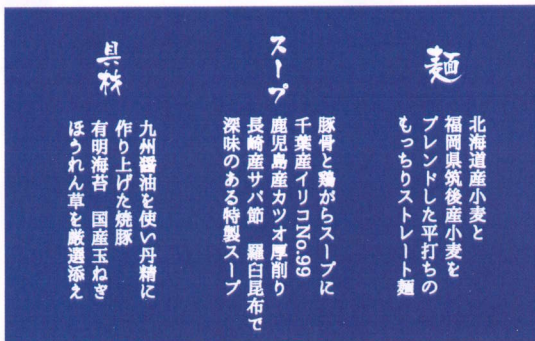 麺
北海道産小麦と
福岡県筑後産小麦を
ブレンドした平打ちの
もっちりストレート麺
スープ
豚骨と鶏がらスープに
千葉産イリコNo.99
鹿児島産カツオ厚削り
長崎産サバ節　羅臼昆布で
深味のある特製スープ
具材
九州醤油を使い丹精に
作り上げた焼豚
有明海苔　国産玉ねぎ
ほうれん草を厳選添え